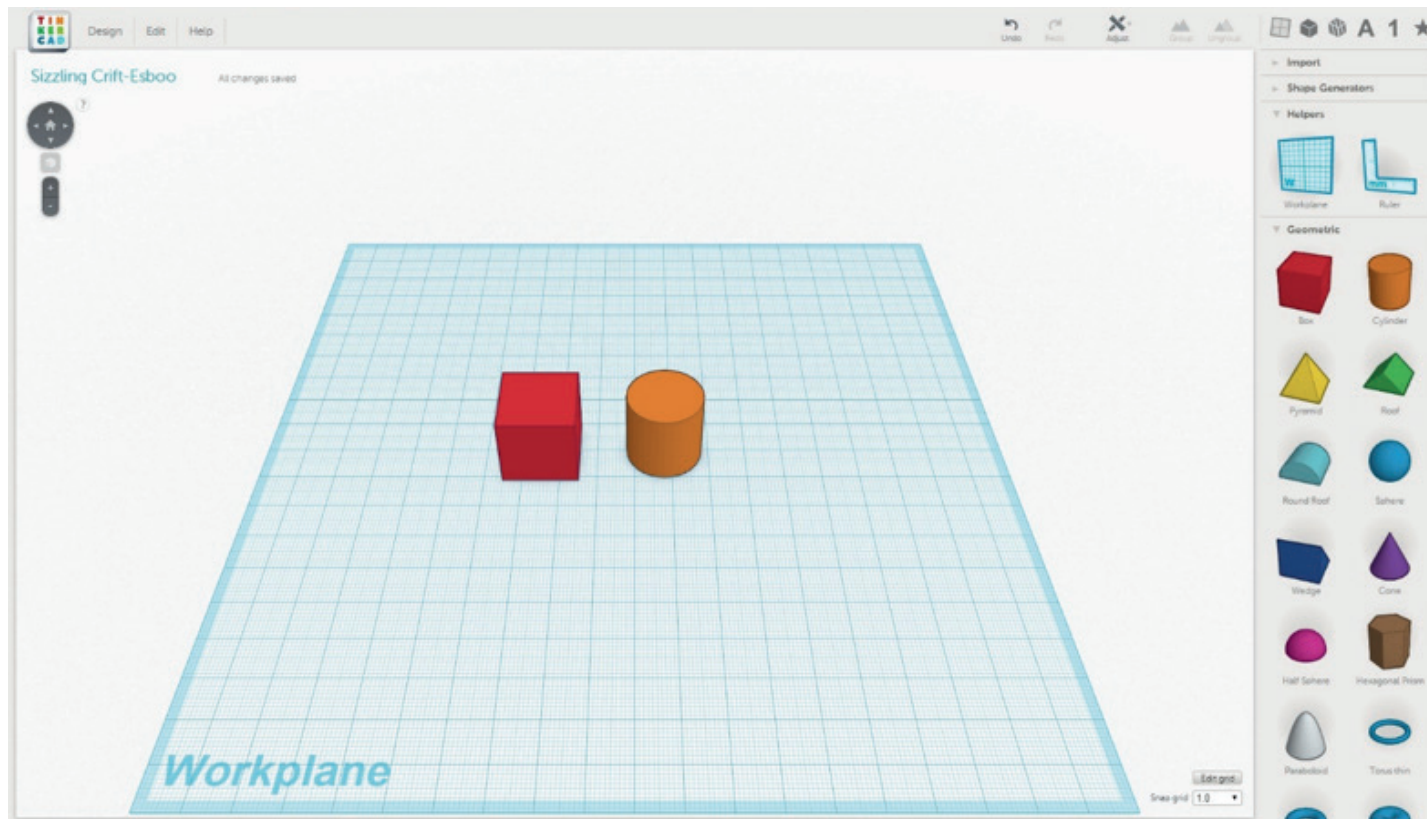 TIN
KER
CAD
Design Edit Help
Undo Redo Adjust Group Ungroup
A 1
Sizzling Crift-Esboo All changes saved
?
Import
Shape Generators
Helpers
W mm
Workplane Ruler
Geometric
Box Cylinder
Pyramid Roof
Round Roof Sphere
Wedge Cone
Half Sphere Hexagonal Prism
Paraboloid Torus thin
Workplane
Edit grid
Snap grid 1.0